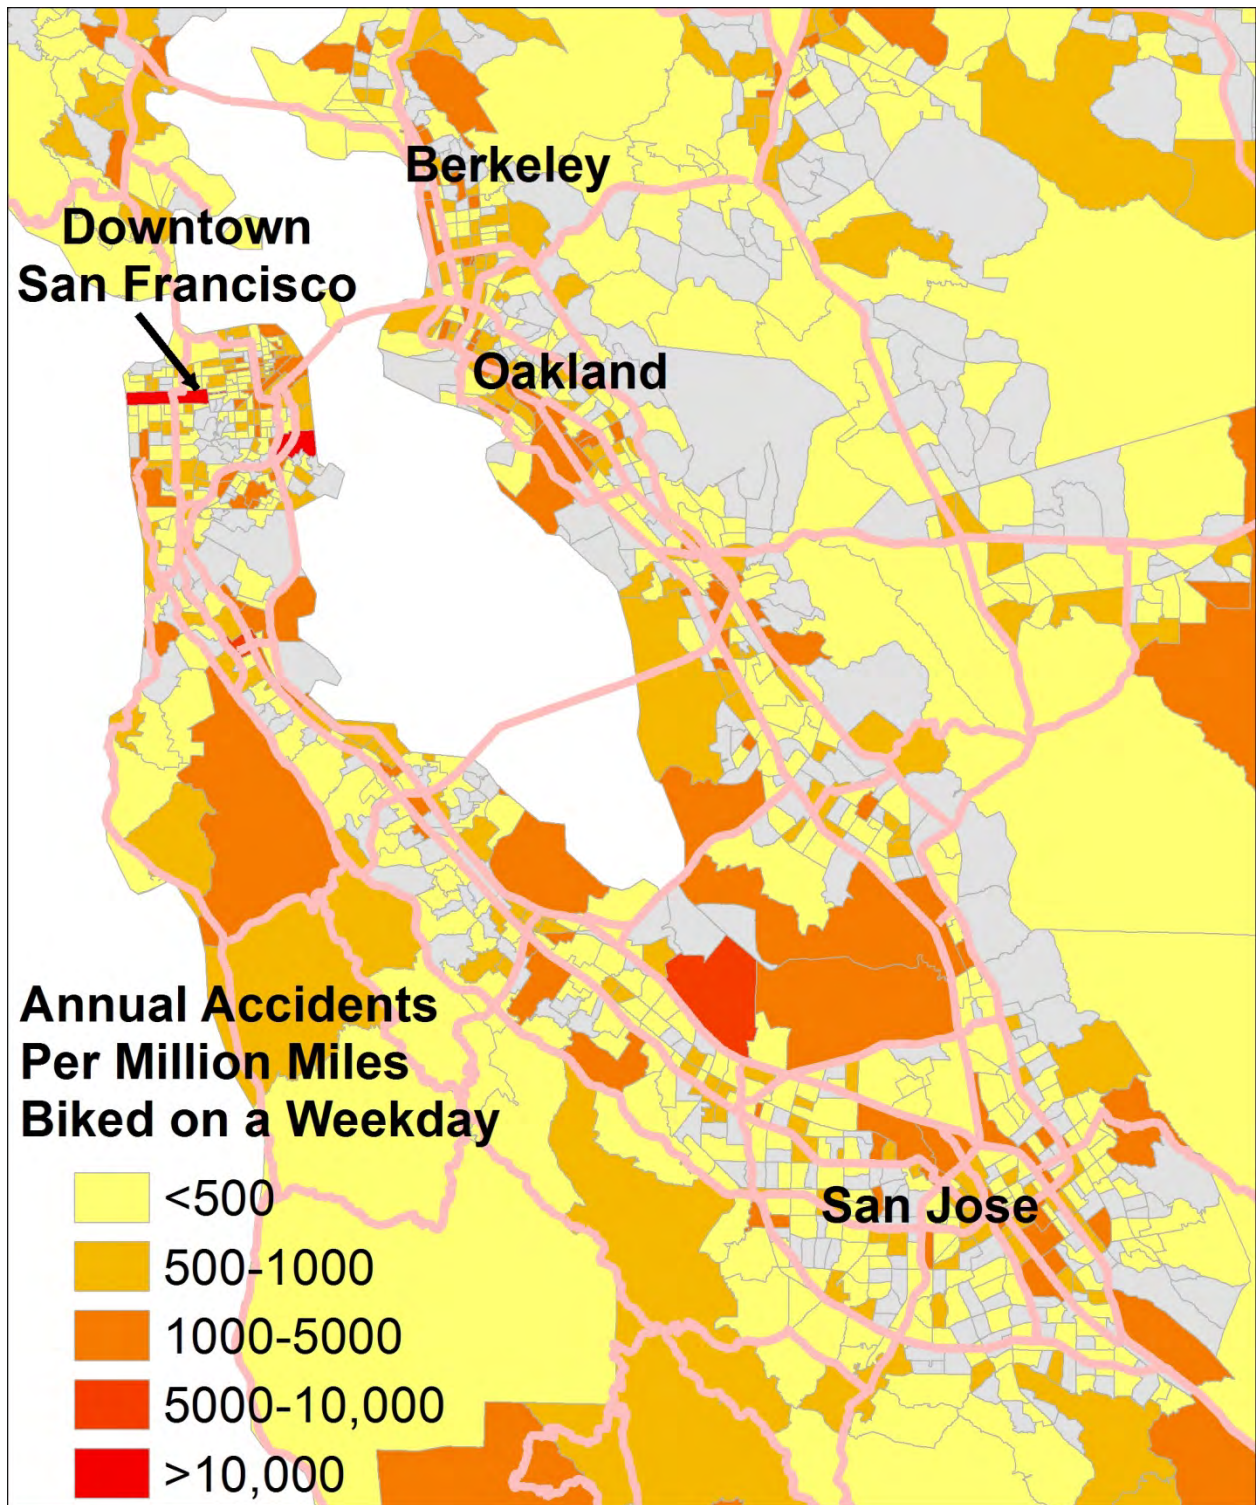 Berkeley
Downtown
San Francisco
Oakland
Annual Accidents
Per Million Miles
Biked on a Weekday
<500
500-1000
1000-5000
5000-10,000
>10,000
San Jose